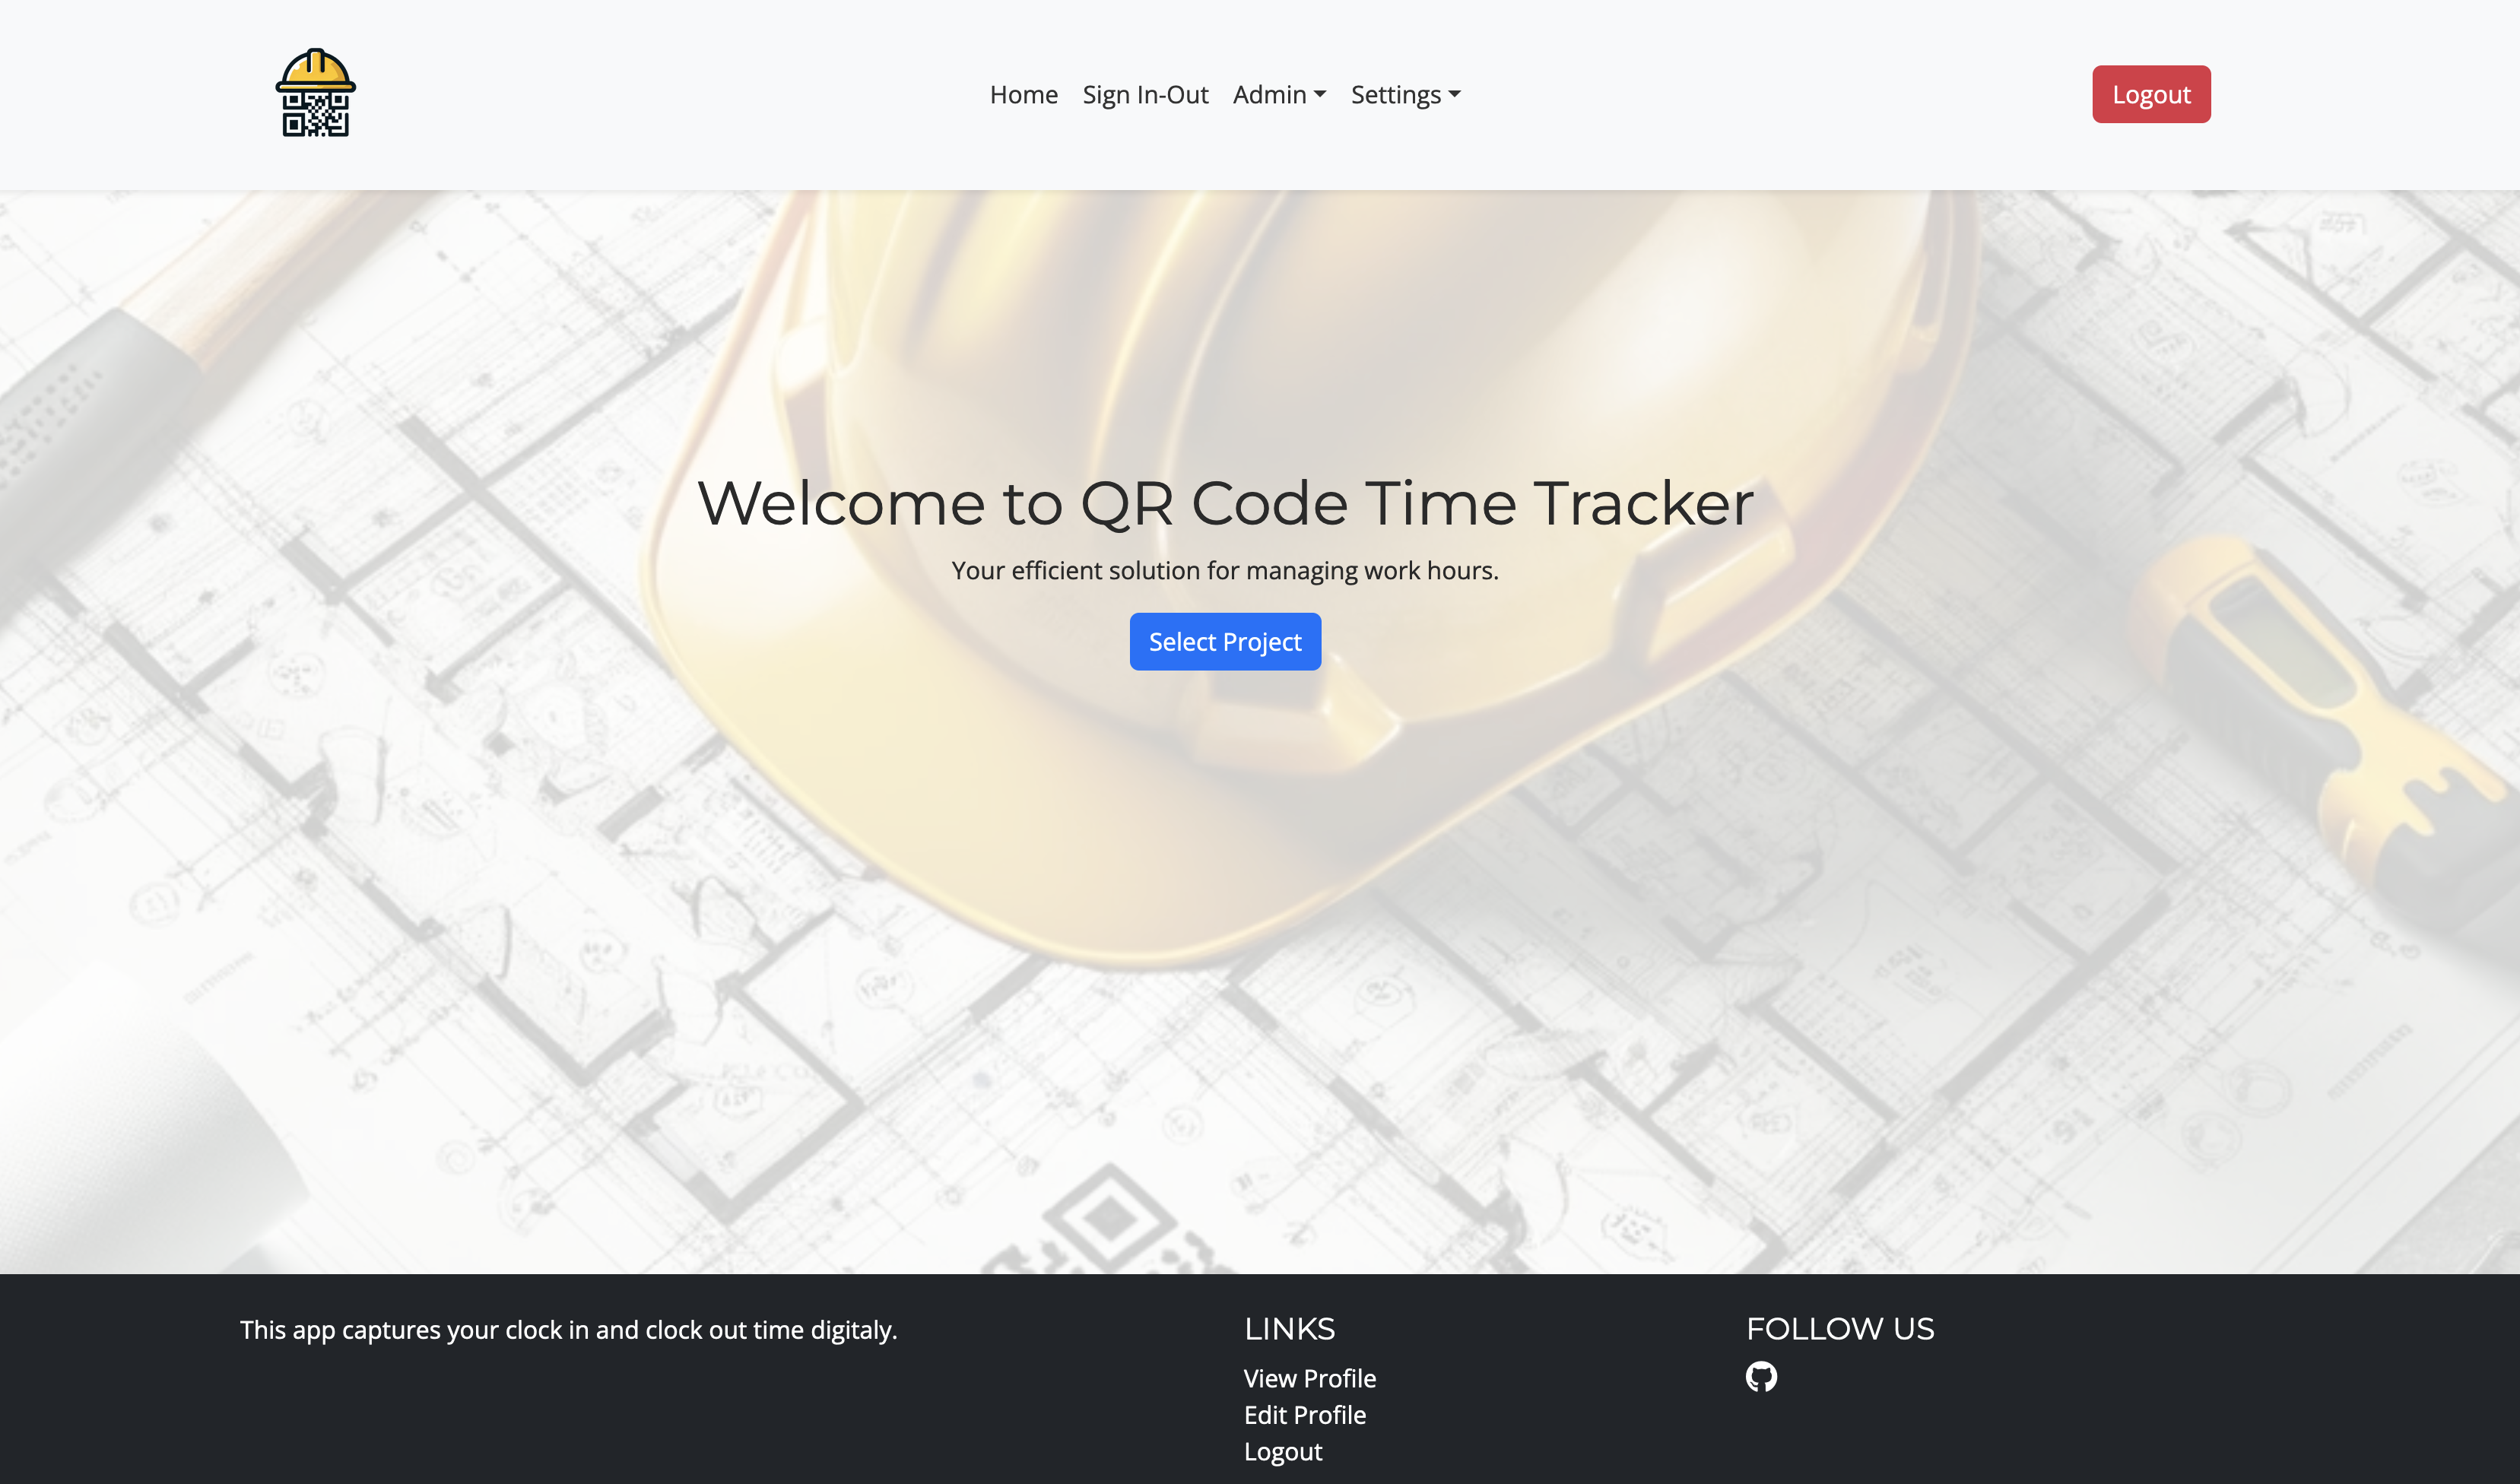 Home Sign In-Out Admin Settings Logout
Welcome to QR Code Time Tracker
Your efficient solution for managing work hours.
Select Project
This app captures your clock in and clock out time digitaly.
LINKS
View Profile
Edit Profile
Logout
FOLLOW US